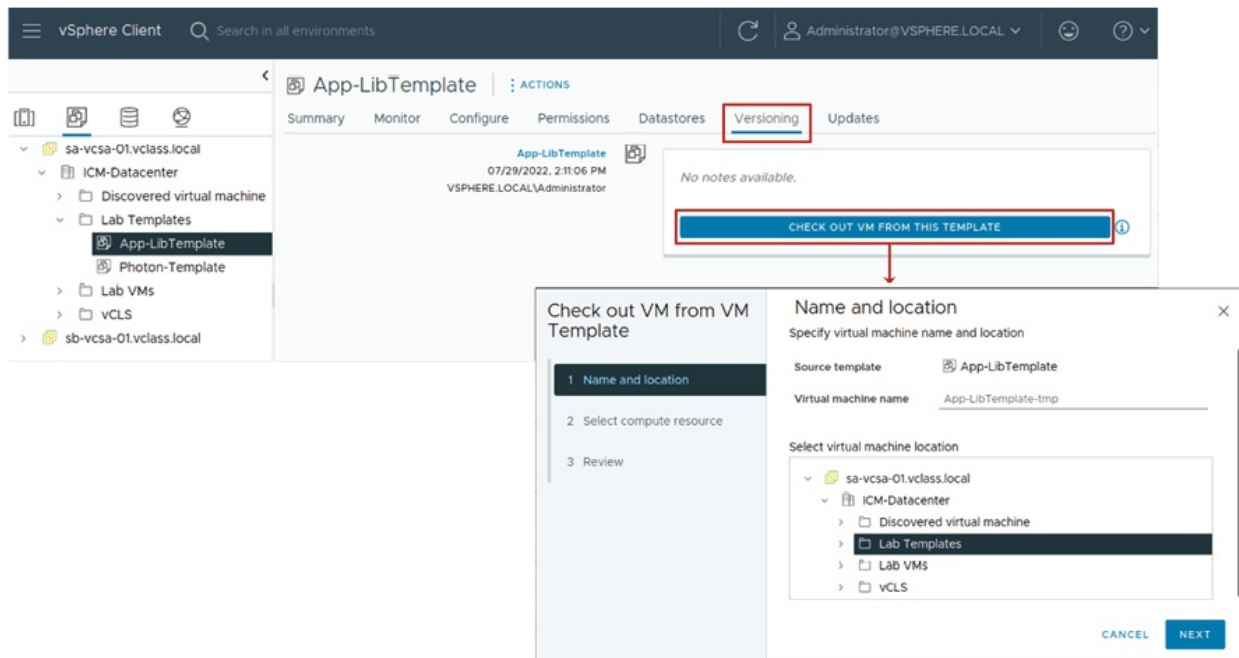 vSphere Client
Search in all environments
Administrator@VSPHERE.LOCAL
App-LibTemplate
ACTIONS
Summary Monitor Configure Permissions Datastores Versioning Updates
sa-vcsa-01.vclass.local
ICM-Datacenter
Discovered virtual machine
Lab Templates
App-LibTemplate
Photon-Template
Lab VMs
vCLS
sb-vcsa-01.vclass.local
App-LibTemplate
07/29/2022, 2:11:06 PM
VSPHERE.LOCAL\Administrator
No notes available.
CHECK OUT VM FROM THIS TEMPLATE
Check out VM from VM
Template
1 Name and location
2 Select compute resource
3 Review
Name and location
Specify virtual machine name and location
Source template App-LibTemplate
Virtual machine name App-LibTemplate-tmp
Select virtual machine location
sa-vcsa-01.vclass.local
ICM-Datacenter
Discovered virtual machine
Lab Templates
Lab VMs
vCLS
CANCEL NEXT